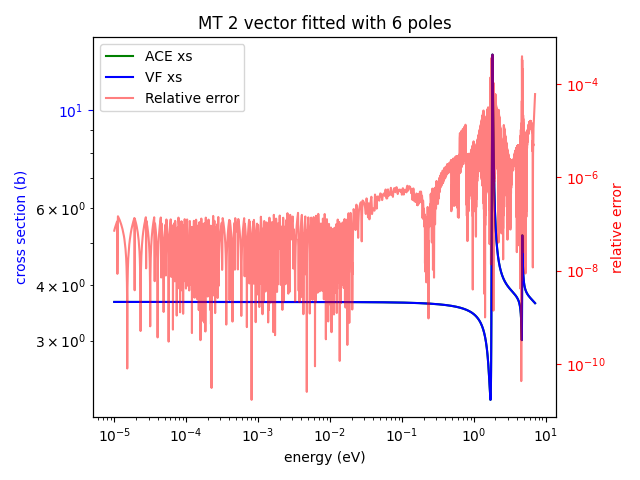 MT 2 vector fitted with 6 poles
ACE xs
VF xs
Relative error
cross section (b)
10¹
6 × 10⁰
4 × 10⁰
3 × 10⁰
10⁻⁴
10⁻⁶
10⁻⁸
10⁻¹⁰
relative error
10⁻⁵ 10⁻⁴ 10⁻³ 10⁻² 10⁻¹ 10⁰ 10¹
energy (eV)